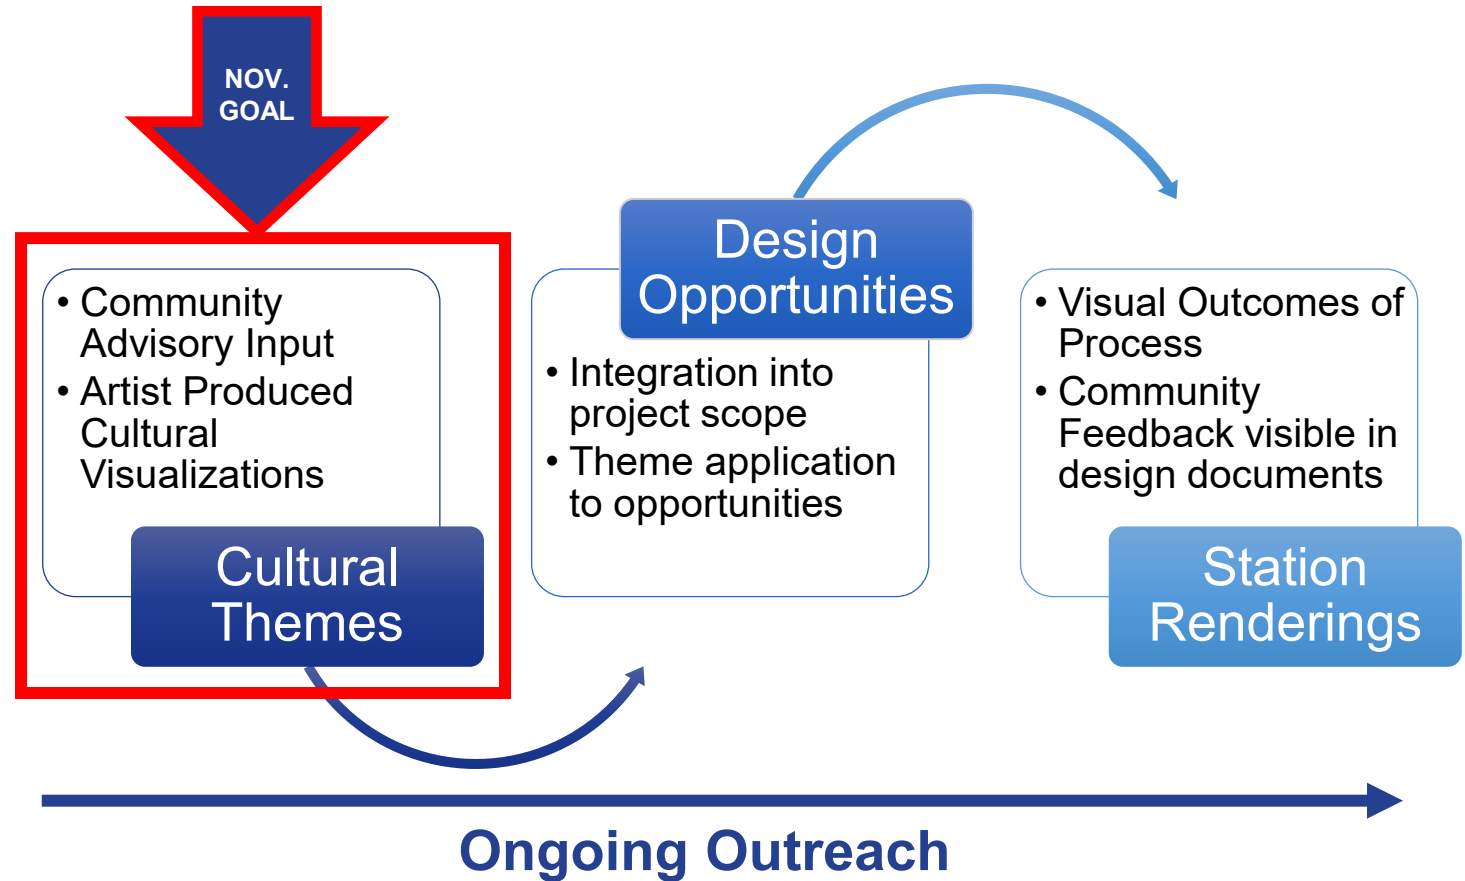 NOV.
GOAL
• Community
Advisory Input
• Artist Produced
Cultural
Visualizations
Cultural
Themes
Design
Opportunities
• Integration into
project scope
• Theme application
to opportunities
• Visual Outcomes of
Process
• Community
Feedback visible in
design documents
Station
Renderings
Ongoing Outreach